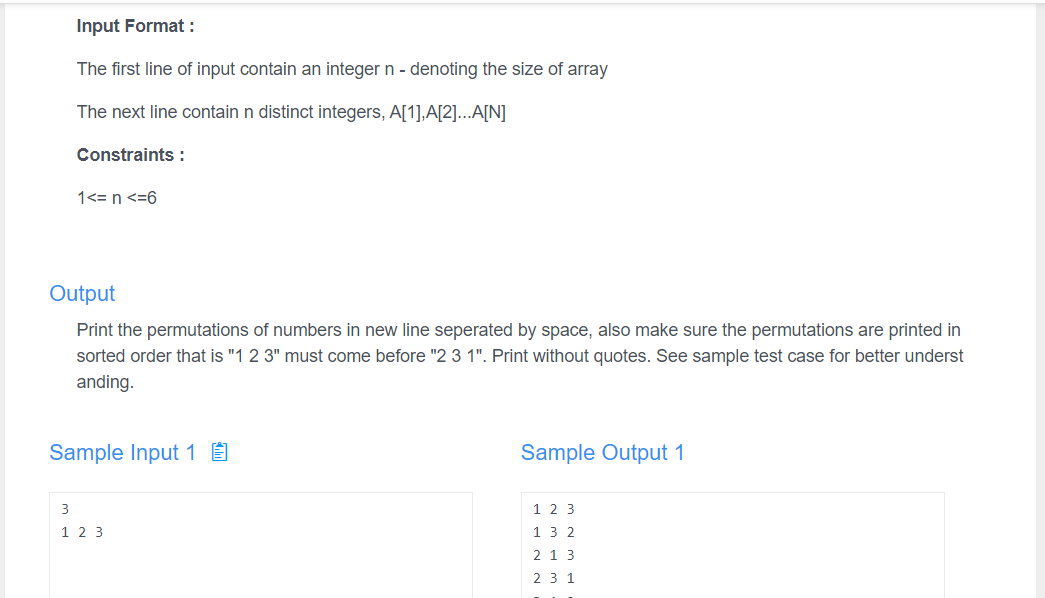 Input Format :
The first line of input contain an integer n - denoting the size of array
The next line contain n distinct integers, A[1],A[2]...A[N]
Constraints :
1<= n <=6
Output
Print the permutations of numbers in new line seperated by space, also make sure the permutations are printed in
sorted order that is "1 2 3" must come before "2 3 1". Print without quotes. See sample test case for better underst
anding.
Sample Input 1
3
1 2 3
Sample Output 1
1 2 3
1 3 2
2 1 3
2 3 1